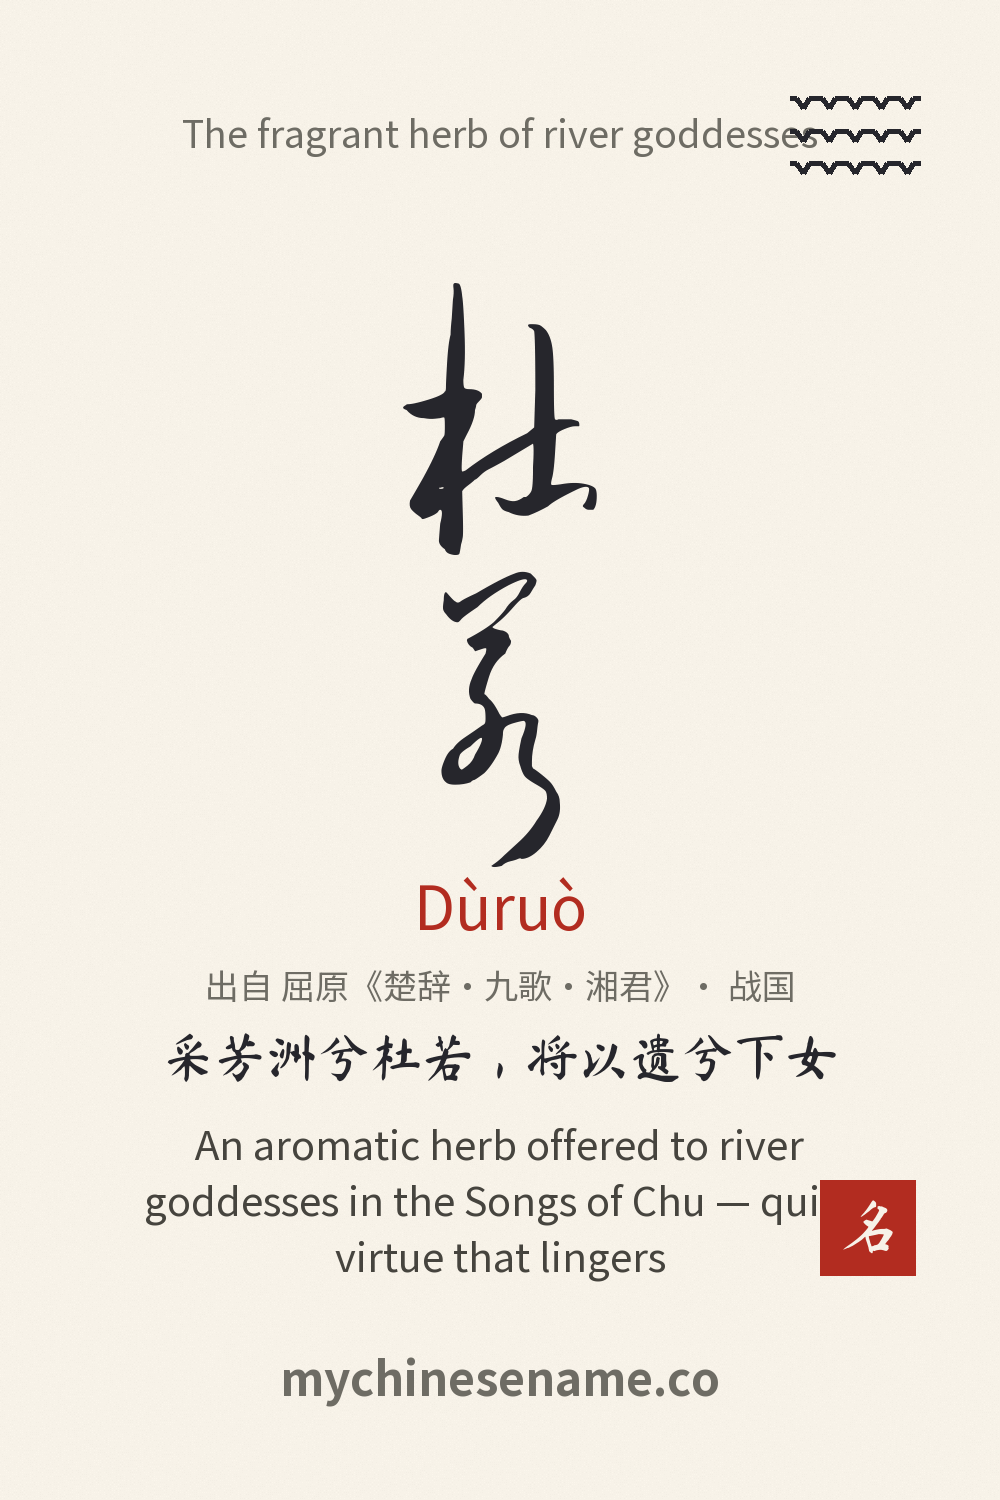 The fragrant herb of river goddesses
杜若
Dùruò
出自 屈原《楚辞·九歌·湘君》 · 战国
采芳洲兮杜若，将以遗兮下女
An aromatic herb offered to river
goddesses in the Songs of Chu — qui
virtue that lingers
名
mychinesename.co